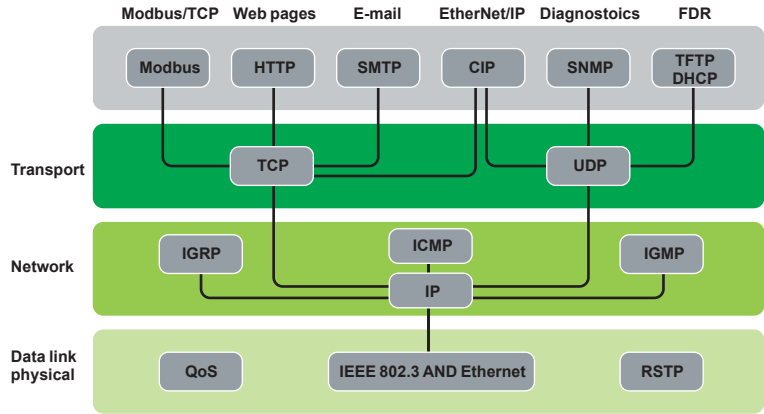 Modbus/TCP Web pages E-mail EtherNet/IP Diagnostoics FDR
Modbus HTTP SMTP CIP SNMP TFTP
DHCP
Transport TCP UDP
ICMP
IGRP IGMP
Network
IP
Data link
physical
QoS IEEE 802.3 AND Ethernet RSTP